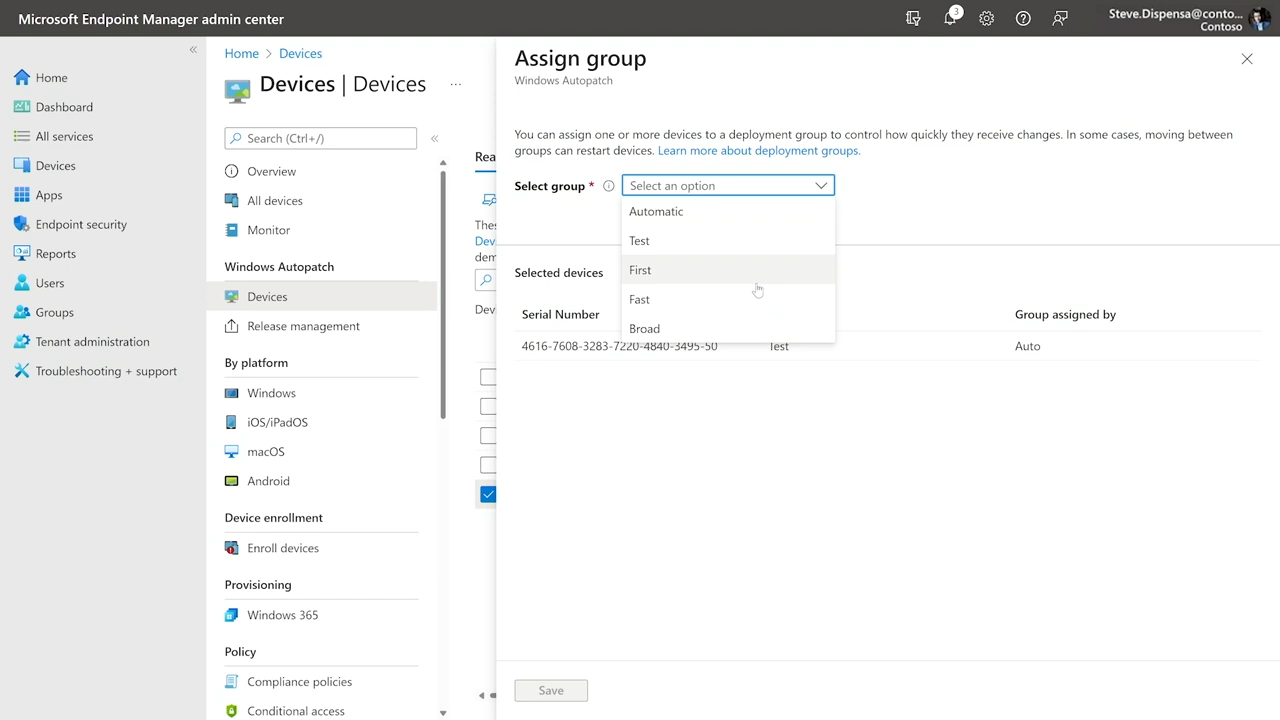 Microsoft Endpoint Manager admin center
3
Steve.Dispensa@conto...
Contoso
Home
Dashboard
All services
Devices
Apps
Endpoint security
Reports
Users
Groups
Tenant administration
Troubleshooting + support
Home > Devices
Devices | Devices
...
Search (Ctrl+/)
Overview
All devices
Monitor
Windows Autopatch
Devices
Release management
By platform
Windows
iOS/iPadOS
macOS
Android
Device enrollment
Enroll devices
Provisioning
Windows 365
Policy
Compliance policies
Conditional access
Rea
Thes
Dev
dem
Dev
Assign group
Windows Autopatch
You can assign one or more devices to a deployment group to control how quickly they receive changes. In some cases, moving between
groups can restart devices. Learn more about deployment groups.
Select group *
Select an option
Automatic
Test
First
Fast
Broad
Selected devices
Serial Number
Group assigned by
4616-7608-3283-7220-4840-3495-50
Test
Auto
Save